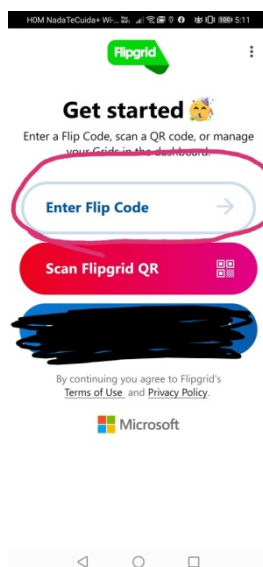 HOM NadaTeCuida+ Wi-... 5:11
Flipgrid
Get started
Enter a Flip Code, scan a QR code, or manage
your Grids in the dashboard.
Enter Flip Code
Scan Flipgrid QR
By continuing you agree to Flipgrid's
Terms of Use and Privacy Policy.
Microsoft